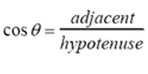 cos θ = adjacent / hypotenuse